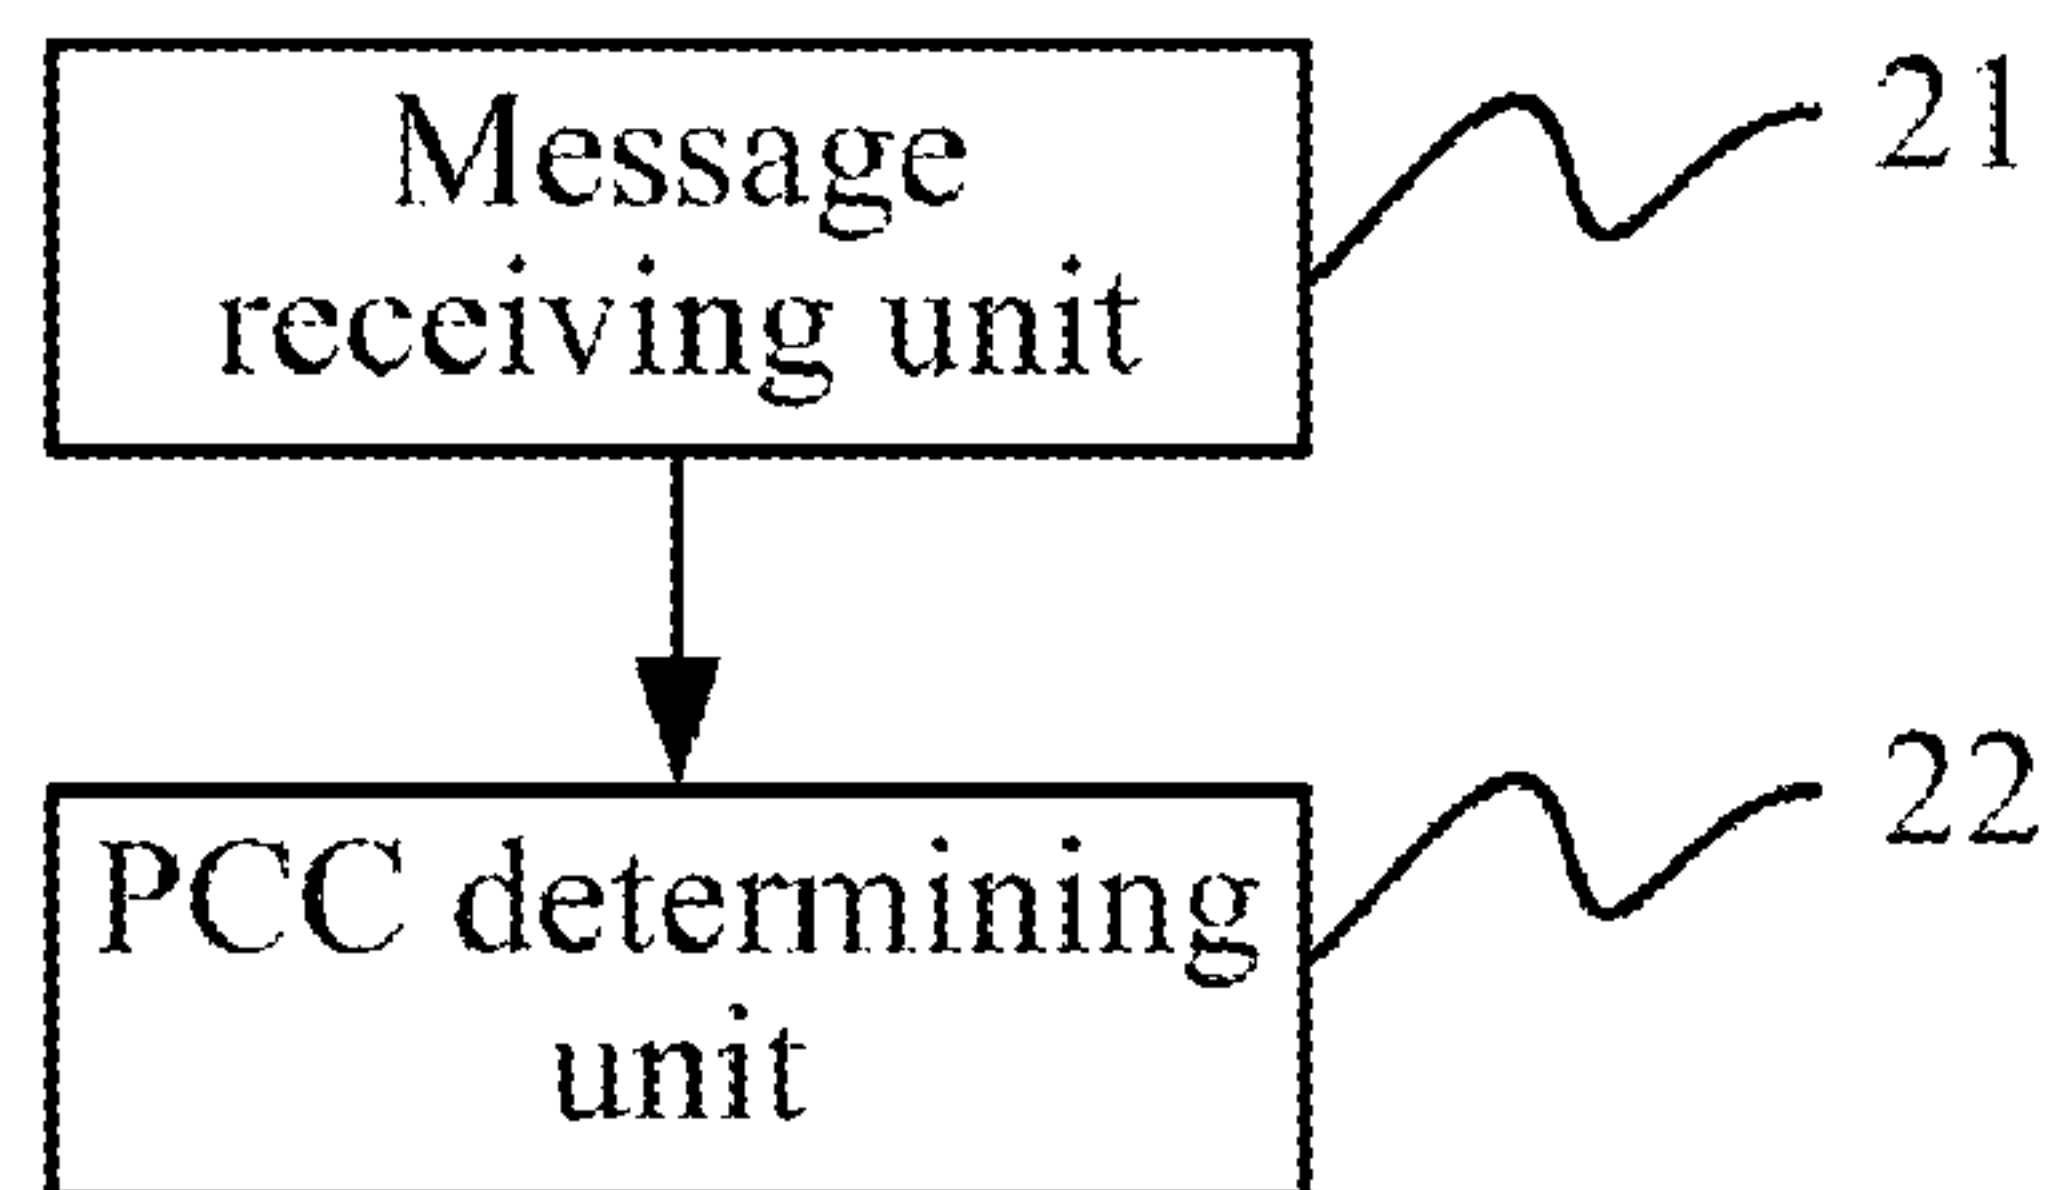 Message
receiving unit
21
PCC determining
unit
22